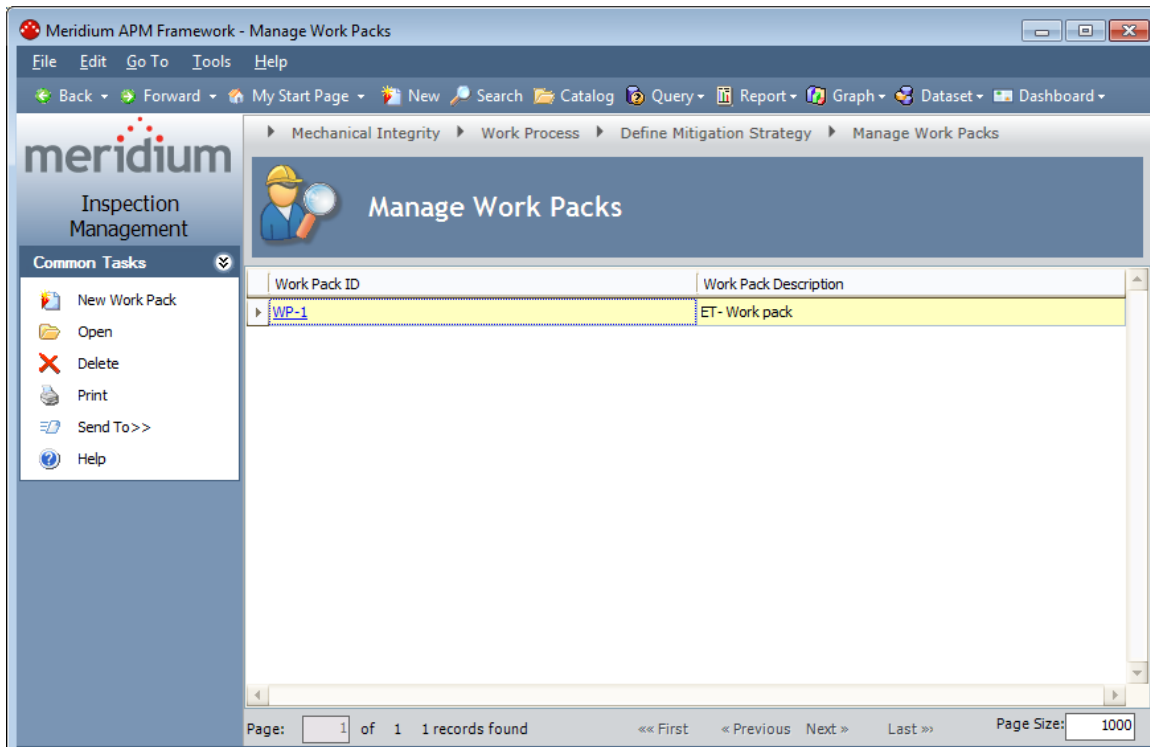 Meridium APM Framework - Manage Work Packs
File Edit Go To Tools Help
Back Forward My Start Page New Search Catalog Query Report Graph Dataset Dashboard
meridium
Inspection
Management
Common Tasks
New Work Pack
Open
Delete
Print
Send To>>
Help
Mechanical Integrity Work Process Define Mitigation Strategy Manage Work Packs
Manage Work Packs
Work Pack ID Work Pack Description
WP-1 ET- Work pack
Page: 1 of 1 1 records found «« First « Previous Next » Last »» Page Size: 1000